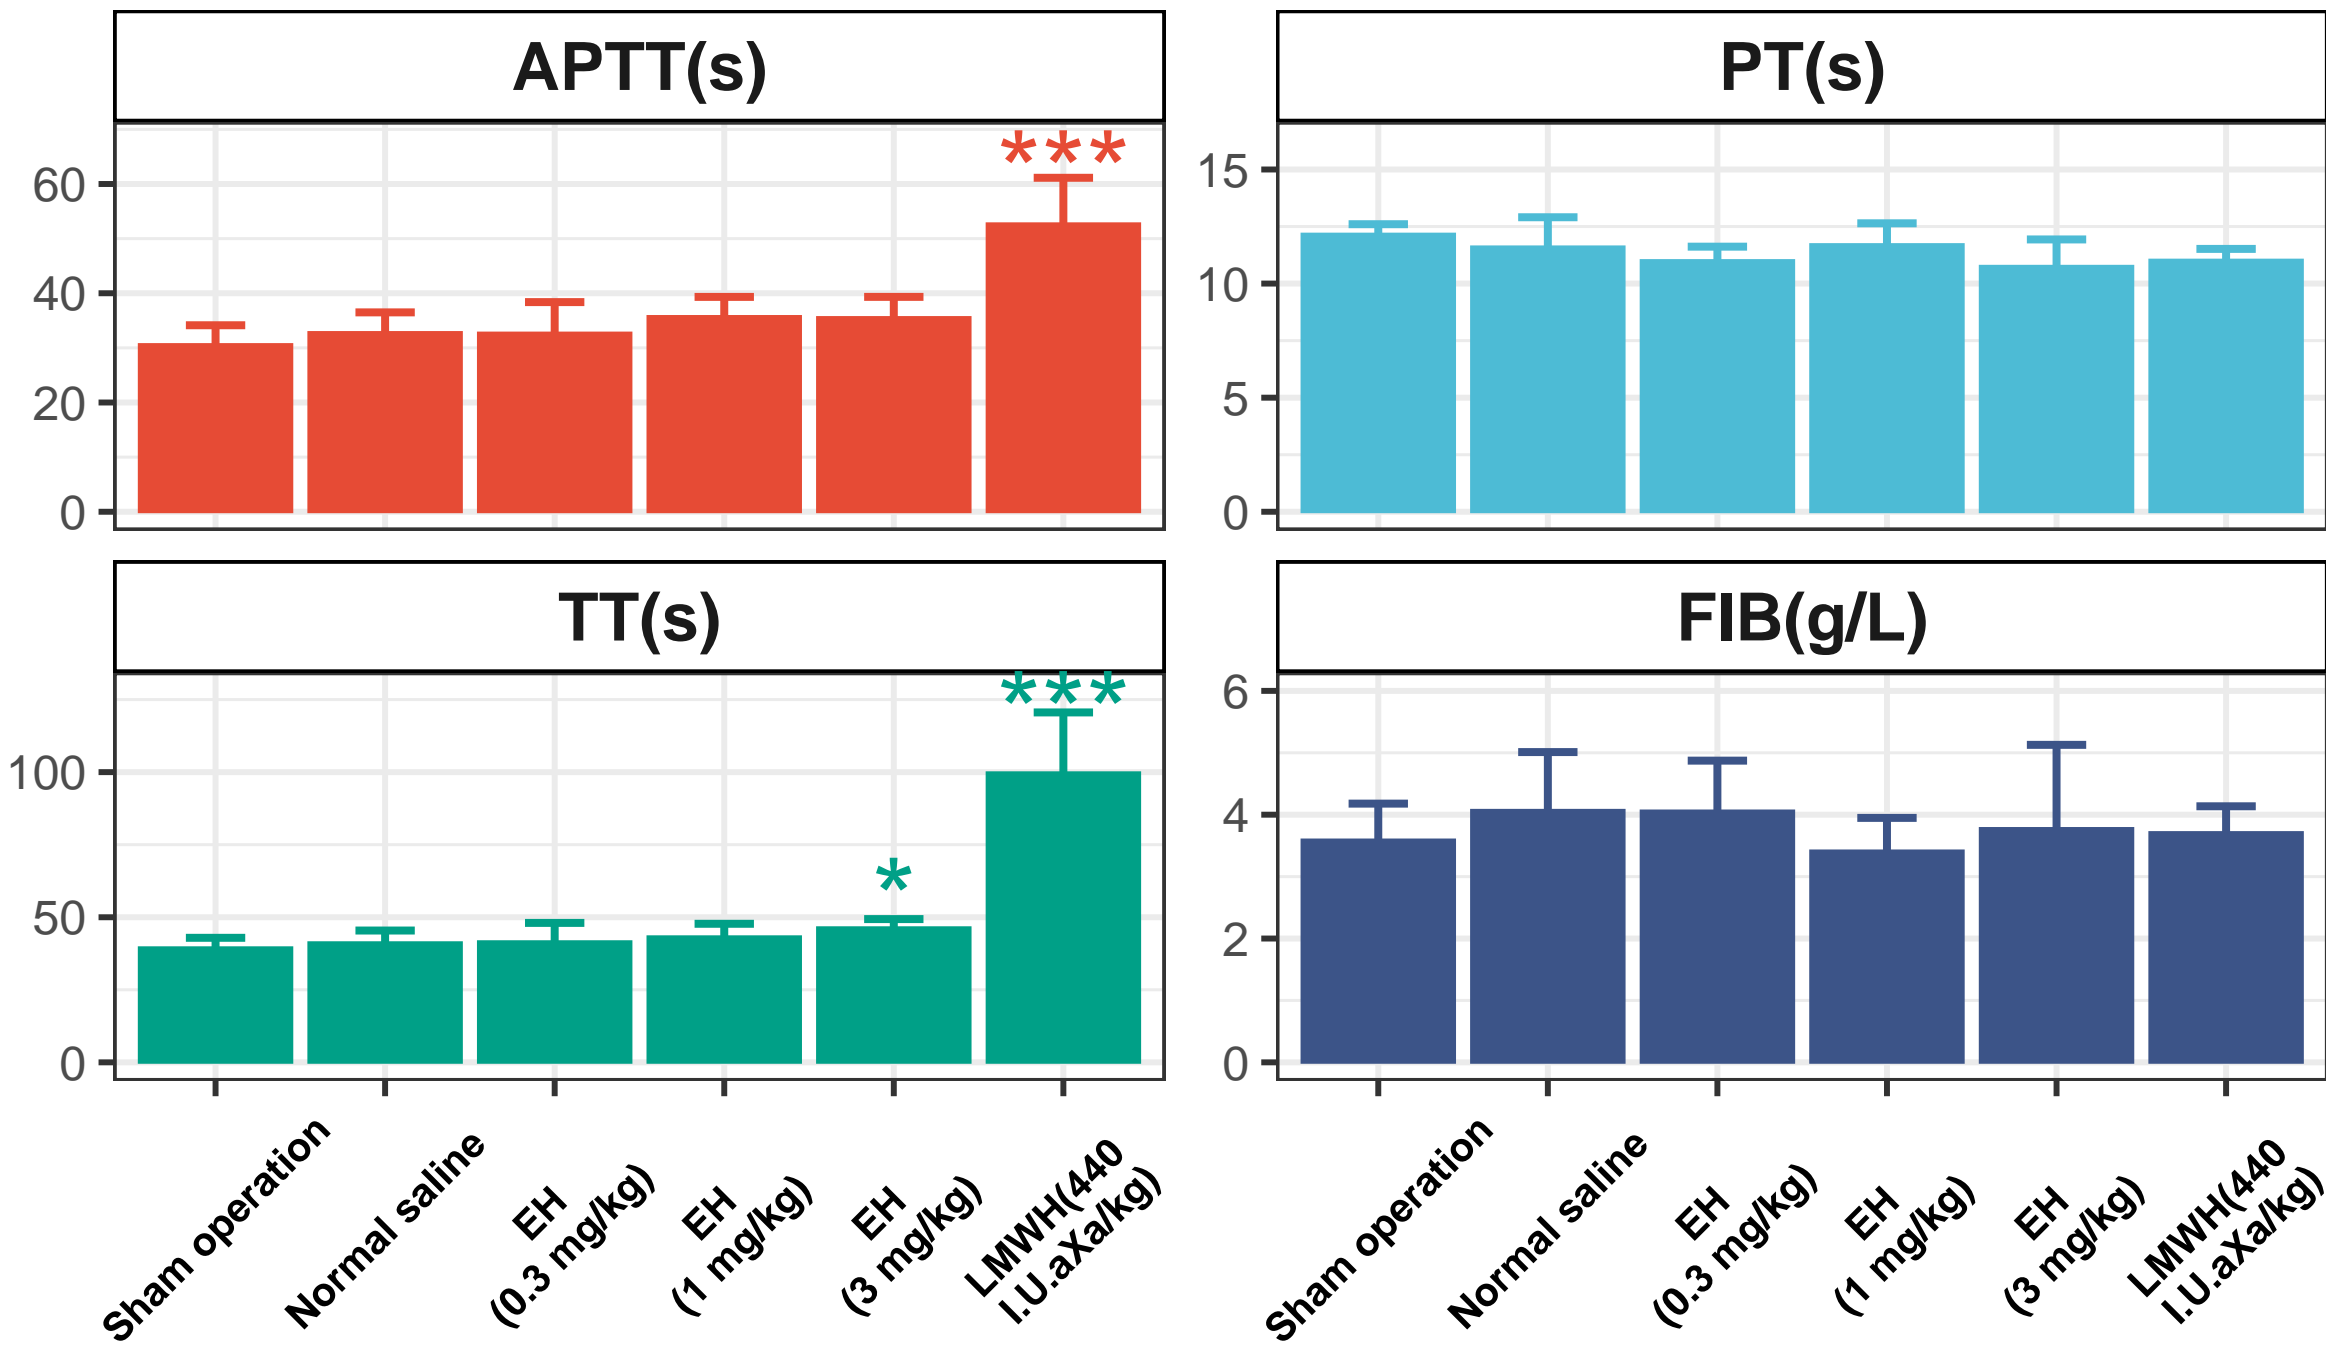 APTT(s)
PT(s)
60
40
20
0
***
15
10
5
0
TT(s)
FIB(g/L)
100
50
0
*
***
6
4
2
0
Sham operation
Normal saline
EH
(0.3 mg/kg)
EH
(1 mg/kg)
EH
(3 mg/kg)
LMWH(440
I.U.aXa/kg)
Sham operation
Normal saline
EH
(0.3 mg/kg)
EH
(1 mg/kg)
EH
(3 mg/kg)
LMWH(440
I.U.aXa/kg)